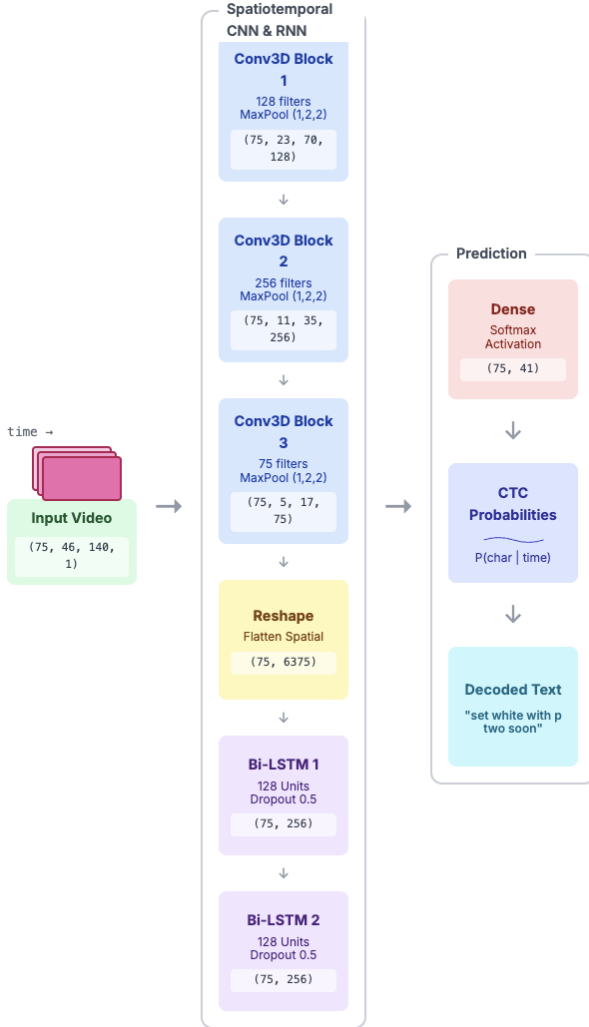 time →
Input Video
(75, 46, 140,
1)
Spatiotemporal
CNN & RNN
Conv3D Block
1
128 filters
MaxPool (1,2,2)
(75, 23, 70,
128)
Conv3D Block
2
256 filters
MaxPool (1,2,2)
(75, 11, 35,
256)
Conv3D Block
3
75 filters
MaxPool (1,2,2)
(75, 5, 17,
75)
Reshape
Flatten Spatial
(75, 6375)
Bi-LSTM 1
128 Units
Dropout 0.5
(75, 256)
Bi-LSTM 2
128 Units
Dropout 0.5
(75, 256)
Prediction
Dense
Softmax
Activation
(75, 41)
CTC
Probabilities
P(char | time)
Decoded Text
"set white with p
two soon"